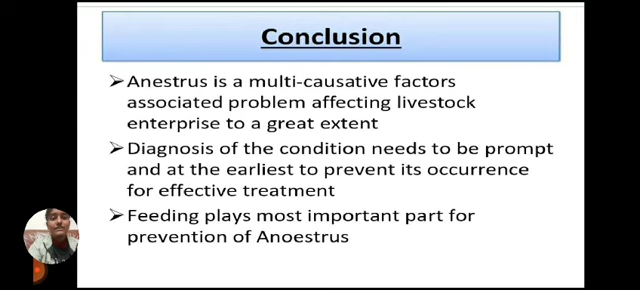 Conclusion
➢ Anestrus is a multi-causative factors
associated problem affecting livestock
enterprise to a great extent
➢ Diagnosis of the condition needs to be prompt
and at the earliest to prevent its occurrence
for effective treatment
➢ Feeding plays most important part for
prevention of Anoestrus